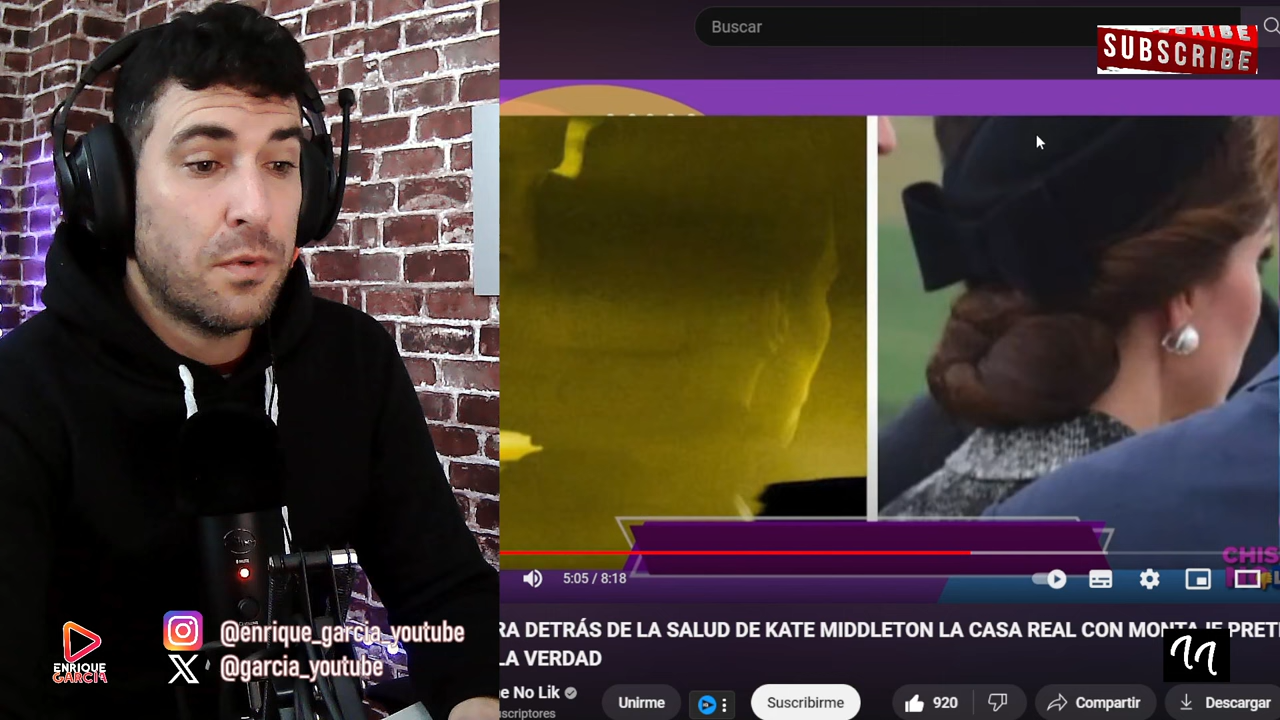 Buscar
SUBSCRIBE
5:05 / 8:18
RA DETRÁS DE LA SALUD DE KATE MIDDLETON LA CASA REAL CON MONTAJE PRET
LA VERDAD
e No Lik
scriptores
Unirme
Suscribirme
920
Compartir
Descargar
CHIS
@enrique_garcia_youtube
@garcia_youtube
ENRIQUE
GARCIA